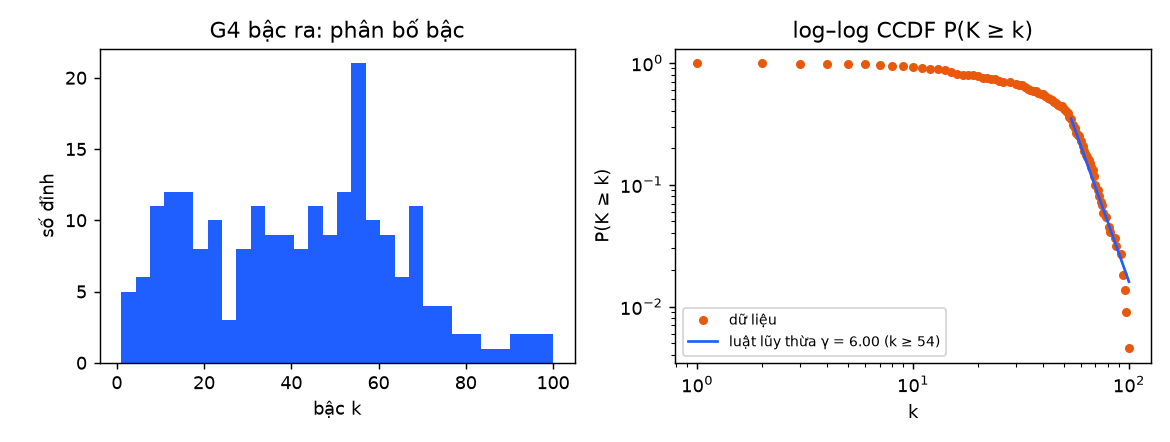 G4 bậc ra: phân bố bậc
số đỉnh
20
15
10
5
0
0 20 40 60 80 100
bậc k
log–log CCDF P(K ≥ k)
P(K ≥ k)
10⁰
10⁻¹
10⁻²
dữ liệu
luật lũy thừa γ = 6.00 (k ≥ 54)
10⁰ 10¹ 10²
k